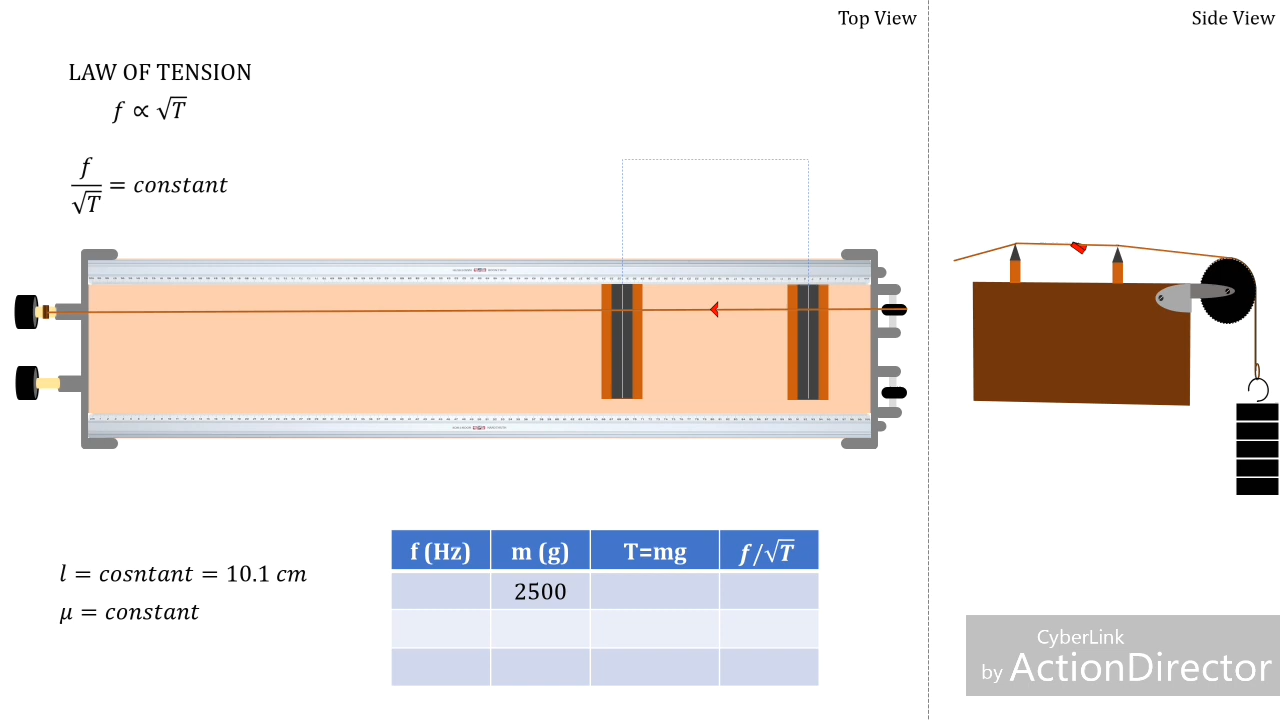 Top View
Side View
LAW OF TENSION
f ∝ √T
f/√T = constant
l = cosntant = 10.1 cm
μ = constant
f (Hz) m (g) T=mg f/√T
2500
CyberLink
by ActionDirector